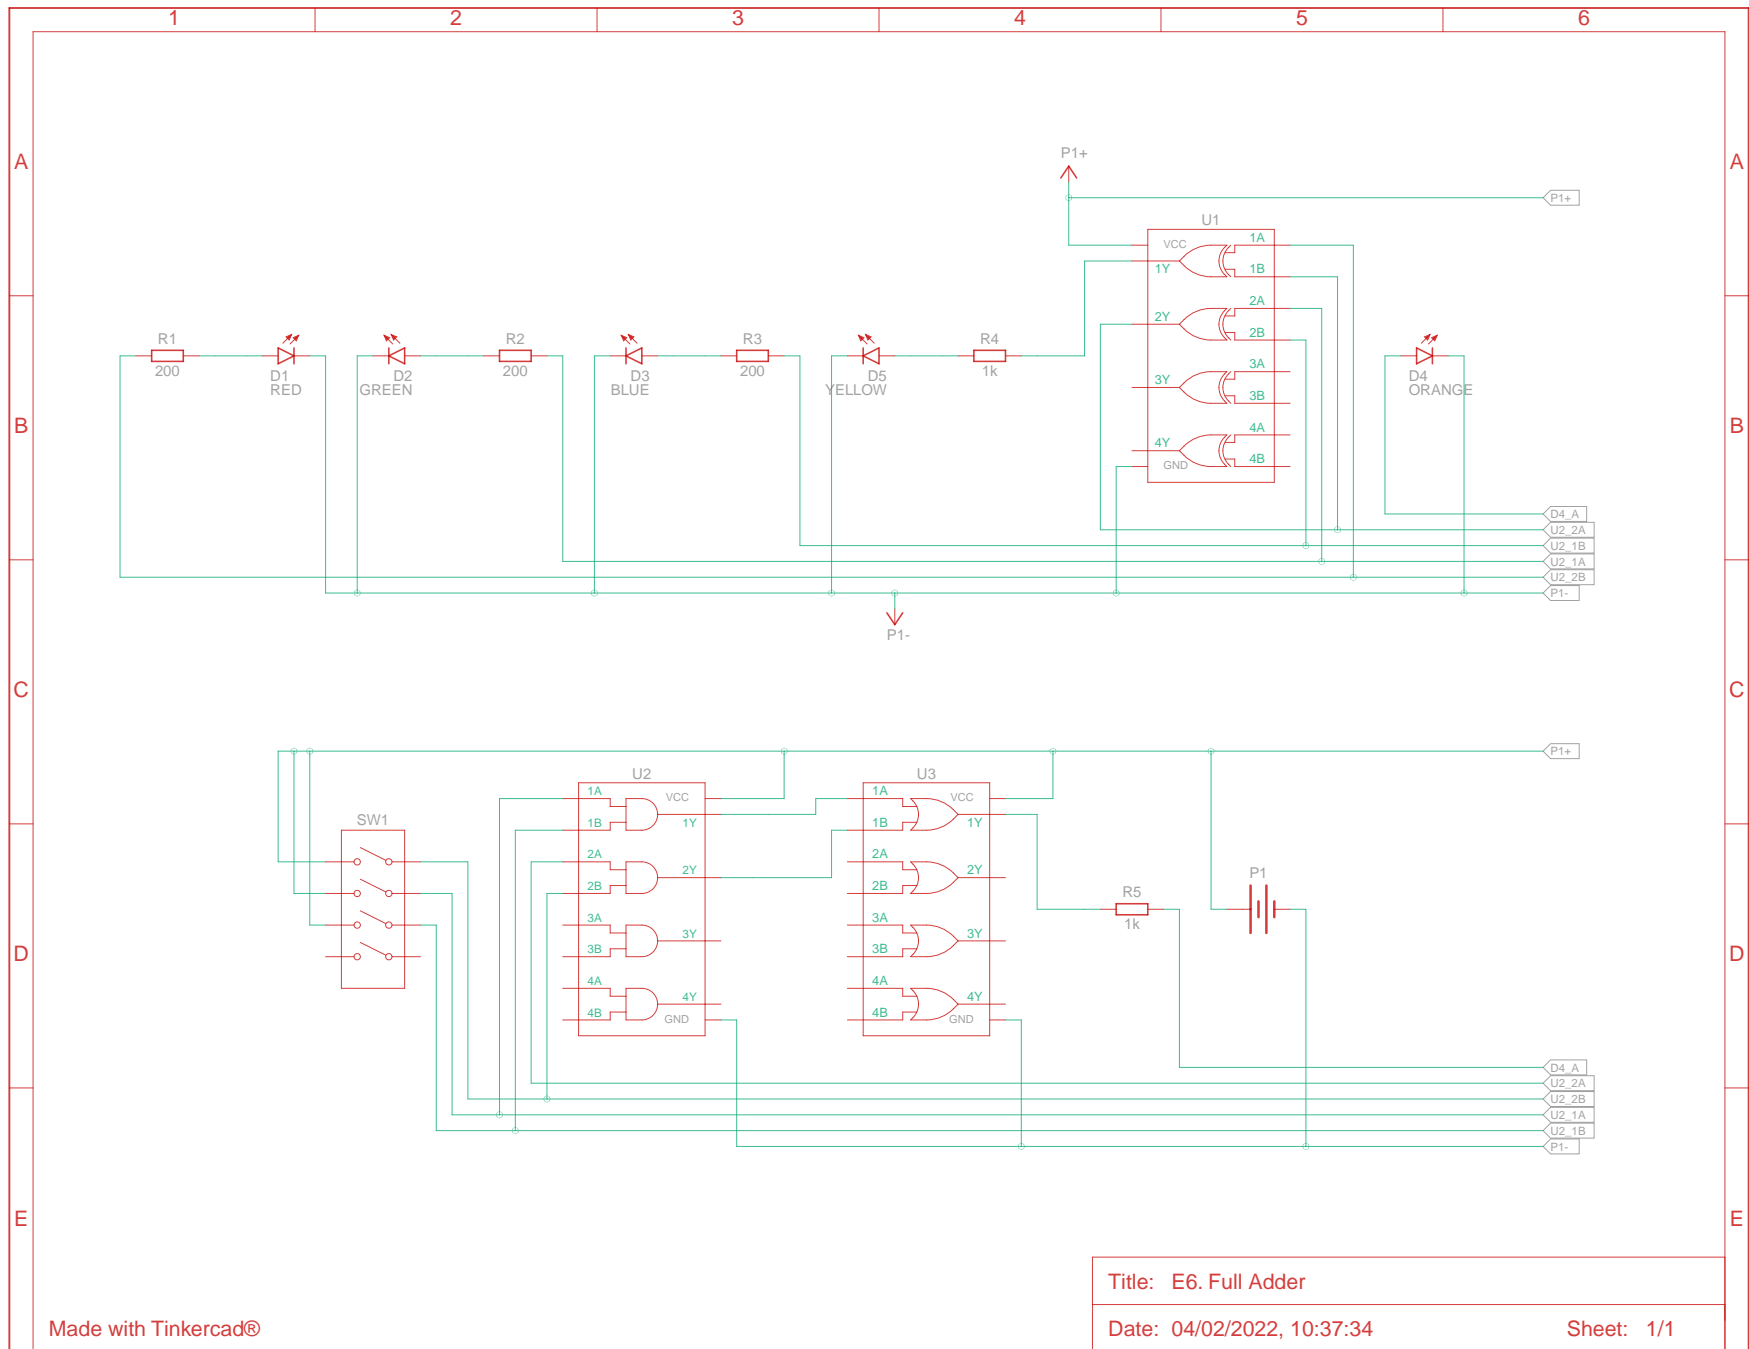 1 2 3 4 5 6
A A
P1+
P1+
U1
VCC 1A
1Y 1B
2A
2Y 2B
3A
3Y 3B
4A
4Y 4B
GND
R1 R2 R3 R4
200 200 200 1k
D1 D2 D3 D5 D4
RED GREEN BLUE YELLOW ORANGE
B B
D4_A
U2_2A
U2_1B
U2_1A
U2_2B
P1-
P1-
C C
P1+
U2 U3
1A VCC 1A VCC
1B 1Y 1B 1Y
SW1
2A 2A
2Y 2Y
2B 2B
P1
R5
1k
3A 3A
3Y 3Y
3B 3B
D D
4A 4A
4Y 4Y
4B GND 4B GND
D4_A
U2_2A
U2_2B
U2_1A
U2_1B
P1-
E E
Title: E6. Full Adder
Made with Tinkercad®
Date: 04/02/2022, 10:37:34 Sheet: 1/1